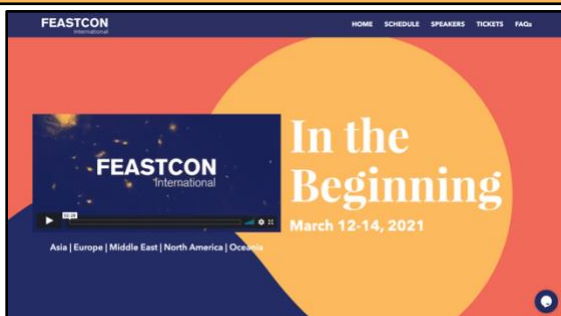 FEASTCON
International
HOME SCHEDULE SPEAKERS TICKETS FAQs
FEASTCON
International
In the
Beginning
March 12-14, 2021
Asia | Europe | Middle East | North America | Oceania